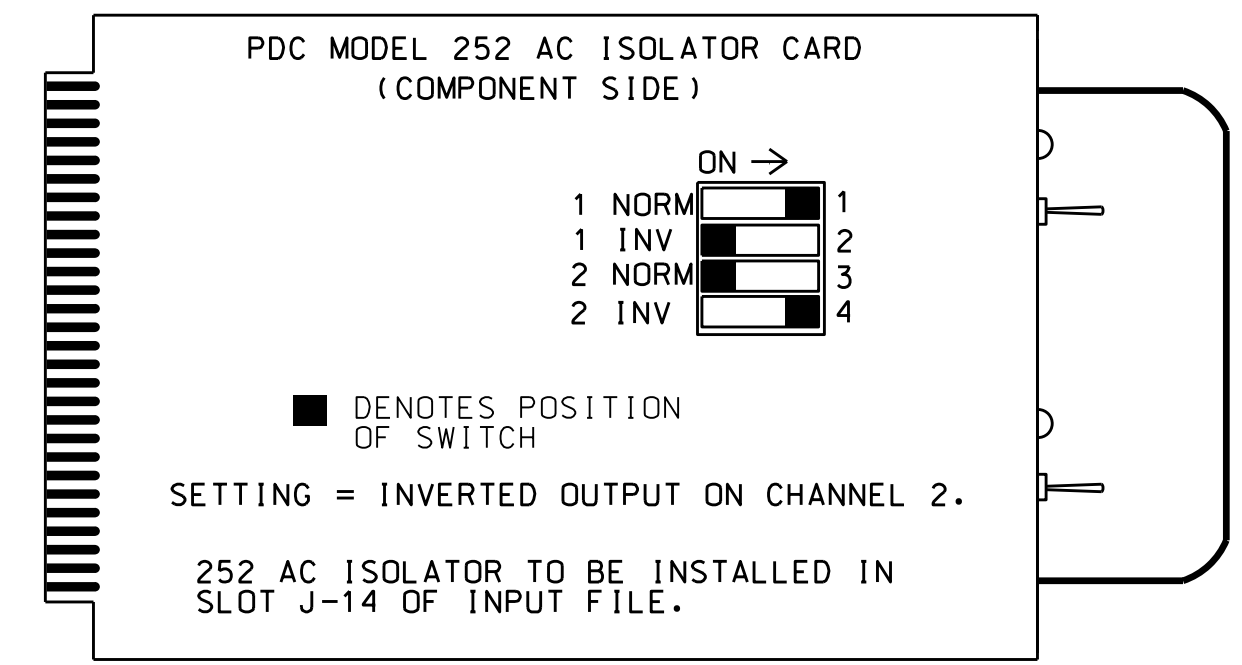 PDC MODEL 252 AC ISOLATOR CARD
(COMPONENT SIDE)
ON →
1 NORM 1
1 INV 2
2 NORM 3
2 INV 4
DENOTES POSITION
OF SWITCH
SETTING = INVERTED OUTPUT ON CHANNEL 2.
252 AC ISOLATOR TO BE INSTALLED IN
SLOT J-14 OF INPUT FILE.